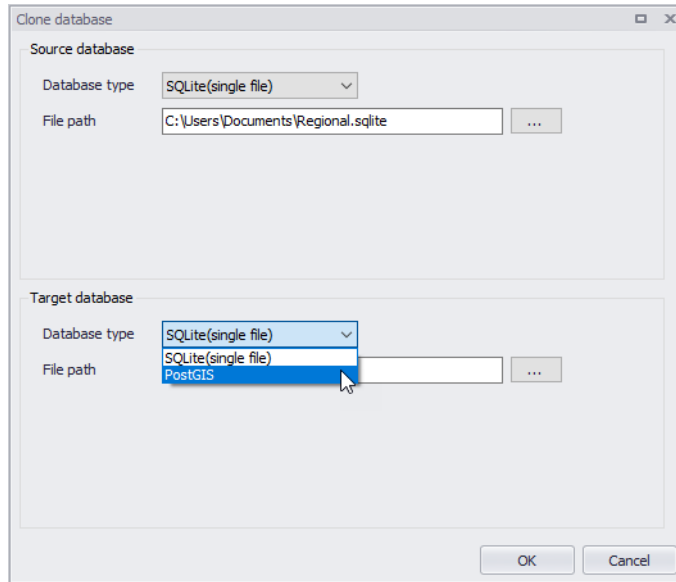 Clone database
Source database
Database type SQLite(single file)
File path C:\Users\Documents\Regional.sqlite ...
Target database
Database type SQLite(single file)
SQLite(single file)
File path PostGIS ...
OK Cancel